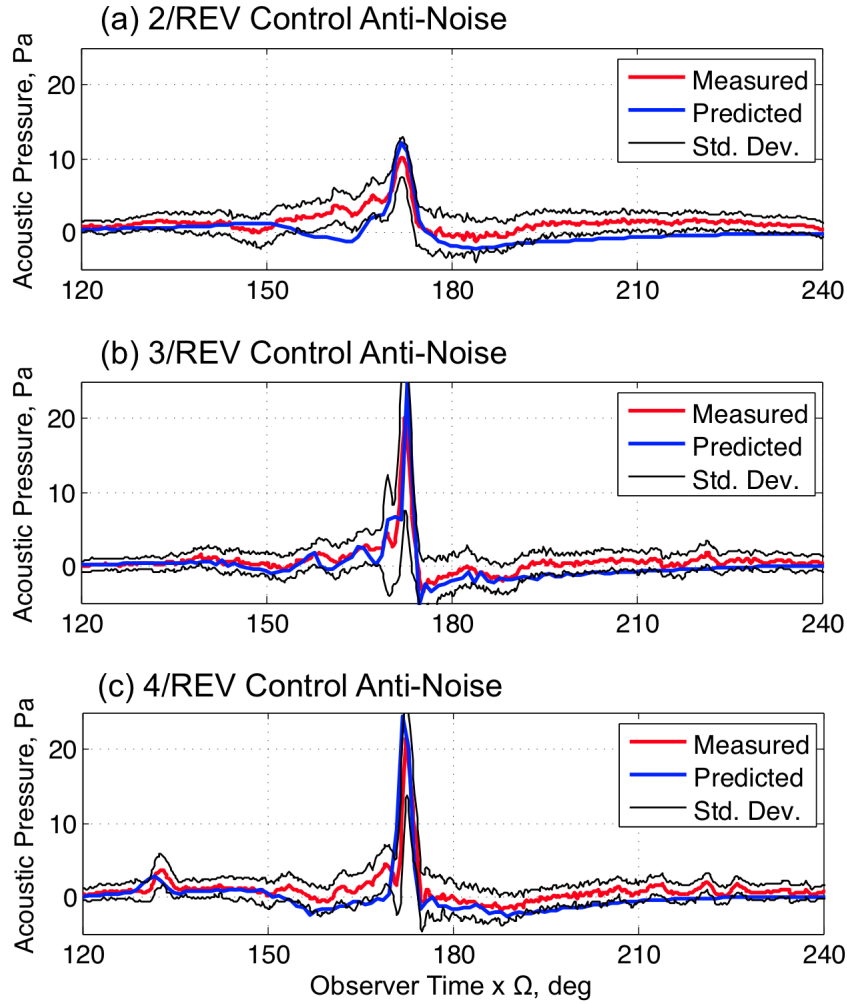 (a) 2/REV Control Anti-Noise
Acoustic Pressure, Pa
20
10
0
120 150 180 210 240
Measured
Predicted
Std. Dev.
(b) 3/REV Control Anti-Noise
Acoustic Pressure, Pa
20
10
0
120 150 180 210 240
Measured
Predicted
Std. Dev.
(c) 4/REV Control Anti-Noise
Acoustic Pressure, Pa
20
10
0
120 150 180 210 240
Measured
Predicted
Std. Dev.
Observer Time x Ω, deg